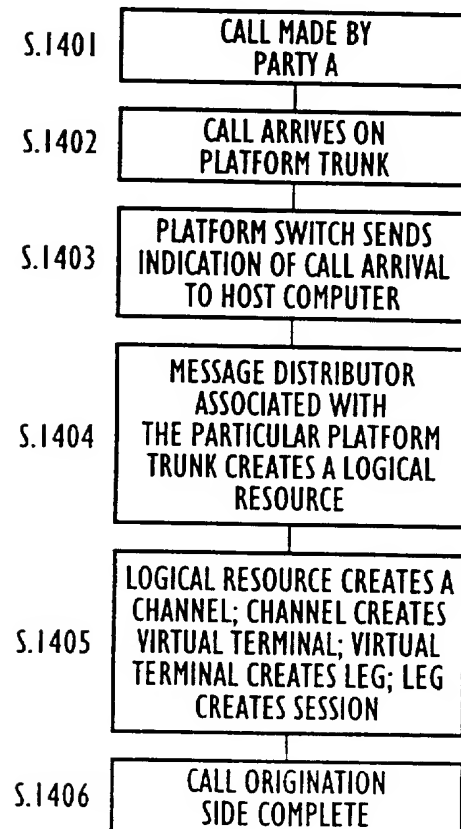 S.1401
CALL MADE BY
PARTY A
S.1402
CALL ARRIVES ON
PLATFORM TRUNK
S.1403
PLATFORM SWITCH SENDS
INDICATION OF CALL ARRIVAL
TO HOST COMPUTER
S.1404
MESSAGE DISTRIBUTOR
ASSOCIATED WITH
THE PARTICULAR PLATFORM
TRUNK CREATES A LOGICAL
RESOURCE
S.1405
LOGICAL RESOURCE CREATES A
CHANNEL; CHANNEL CREATES
VIRTUAL TERMINAL; VIRTUAL
TERMINAL CREATES LEG; LEG
CREATES SESSION
S.1406
CALL ORIGINATION
SIDE COMPLETE